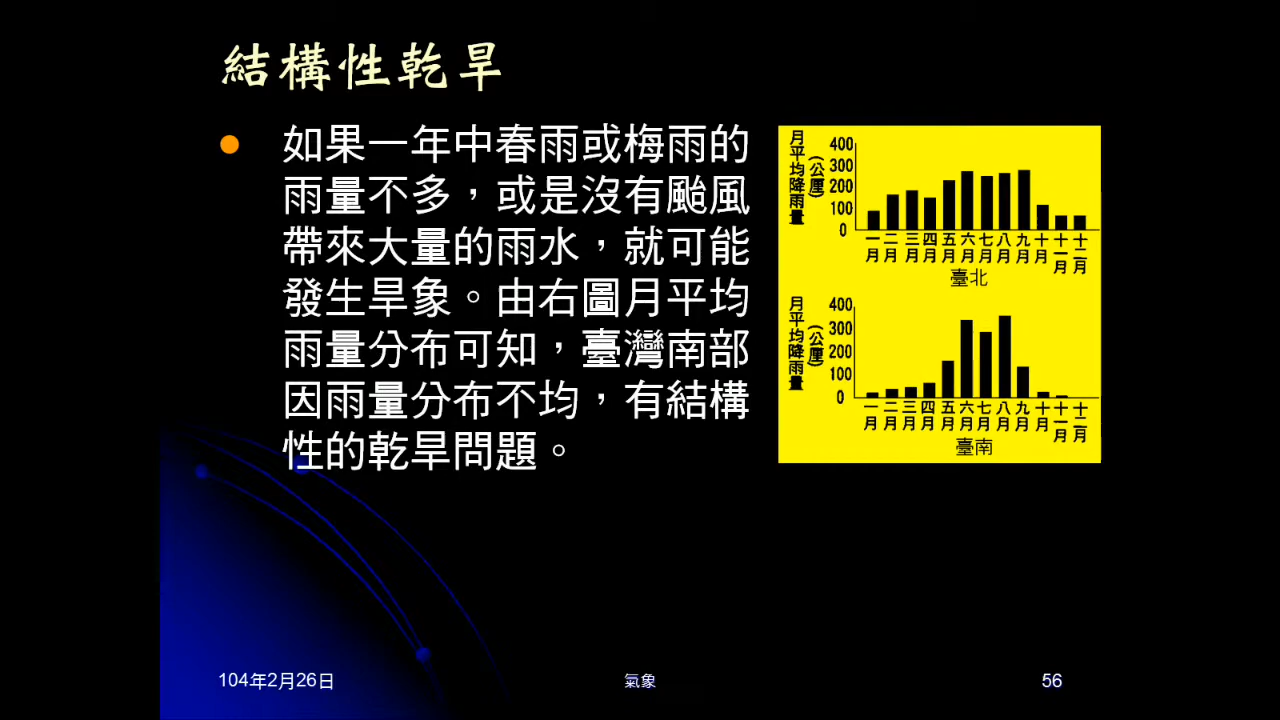 結構性乾旱
如果一年中春雨或梅雨的
雨量不多，或是沒有颱風
帶來大量的雨水，就可能
發生旱象。由右圖月平均
雨量分布可知，臺灣南部
因雨量分布不均，有結構
性的乾旱問題。
月平均降雨量
(公厘)
400
300
200
100
0
一月 二月 三月 四月 五月 六月 七月 八月 九月 十月 十一月 十二月
臺北
月平均降雨量
(公厘)
400
300
200
100
0
一月 二月 三月 四月 五月 六月 七月 八月 九月 十月 十一月 十二月
臺南
104年2月26日
氣象
56